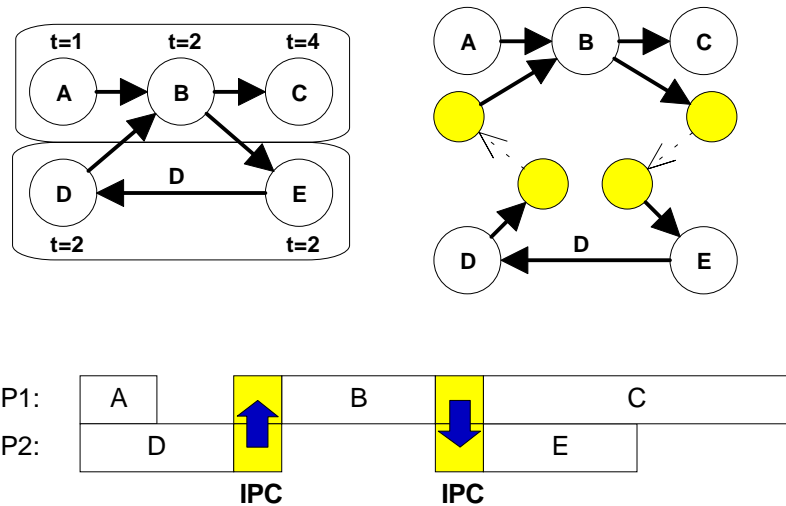 t=1 t=2 t=4
A B C
D
D E
t=2 t=2
A B C
D
D E
P1: A B C
P2: D E
IPC IPC